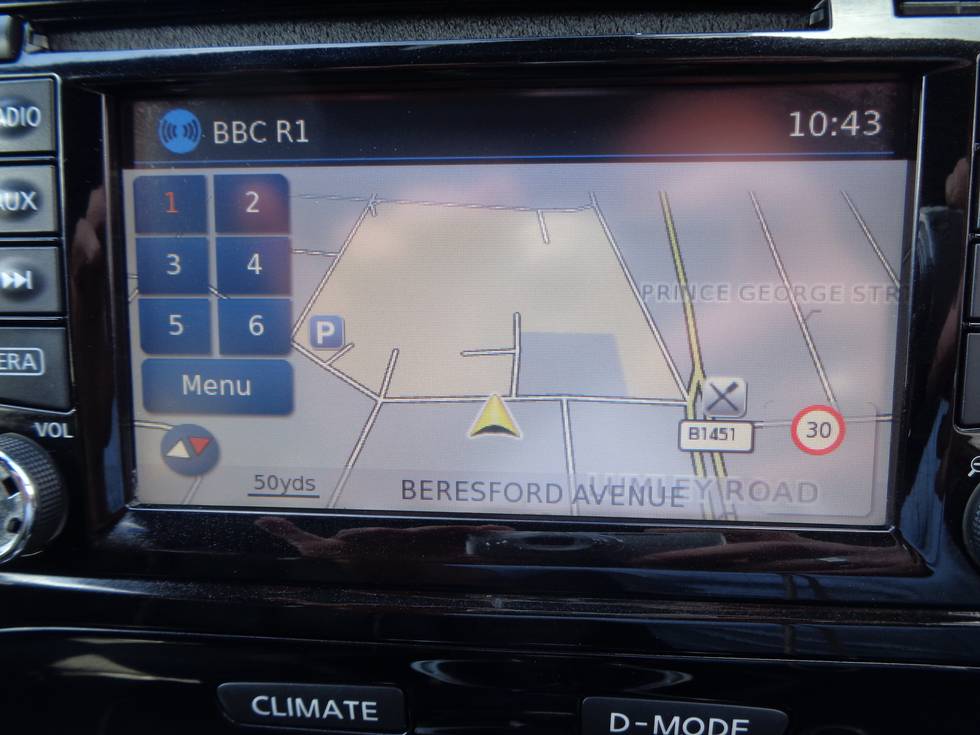 BBC R1
10:43
1 2
3 4
5 6
Menu
P
PRINCE GEORGE STR
B1451
30
50yds
BERESFORD AVENUE
ROAD
ADIO
AUX
ERA
VOL
CLIMATE
D-MODE